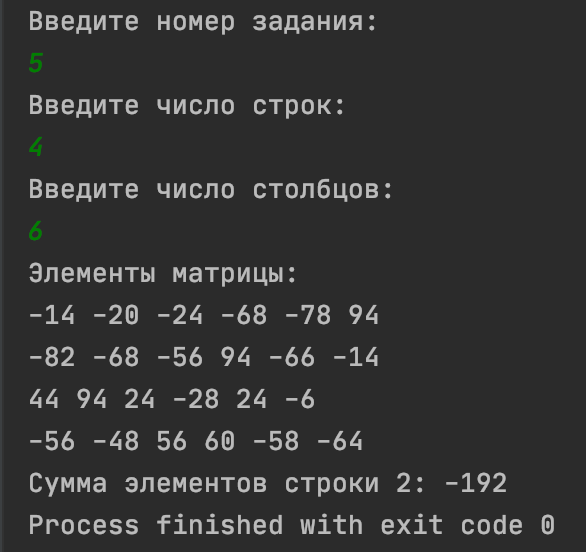 Введите номер задания:
5
Введите число строк:
4
Введите число столбцов:
6
Элементы матрицы:
-14 -20 -24 -68 -78 94
-82 -68 -56 94 -66 -14
44 94 24 -28 24 -6
-56 -48 56 60 -58 -64
Сумма элементов строки 2: -192
Process finished with exit code 0